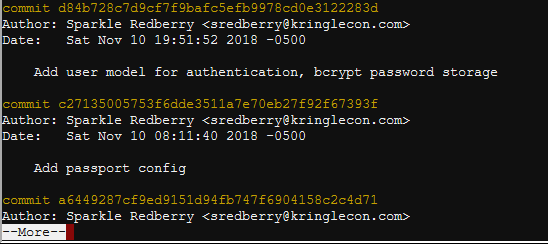 commit d84b728c7d9cf7f9bafc5efb9978cd0e3122283d
Author: Sparkle Redberry <sredberry@kringlecon.com>
Date:   Sat Nov 10 19:51:52 2018 -0500
    Add user model for authentication, bcrypt password storage
commit c27135005753f6dde3511a7e70eb27f92f67393f
Author: Sparkle Redberry <sredberry@kringlecon.com>
Date:   Sat Nov 10 08:11:40 2018 -0500
    Add passport config
commit a6449287cf9ed9151d94fb747f6904158c2c4d71
Author: Sparkle Redberry <sredberry@kringlecon.com>
--More--